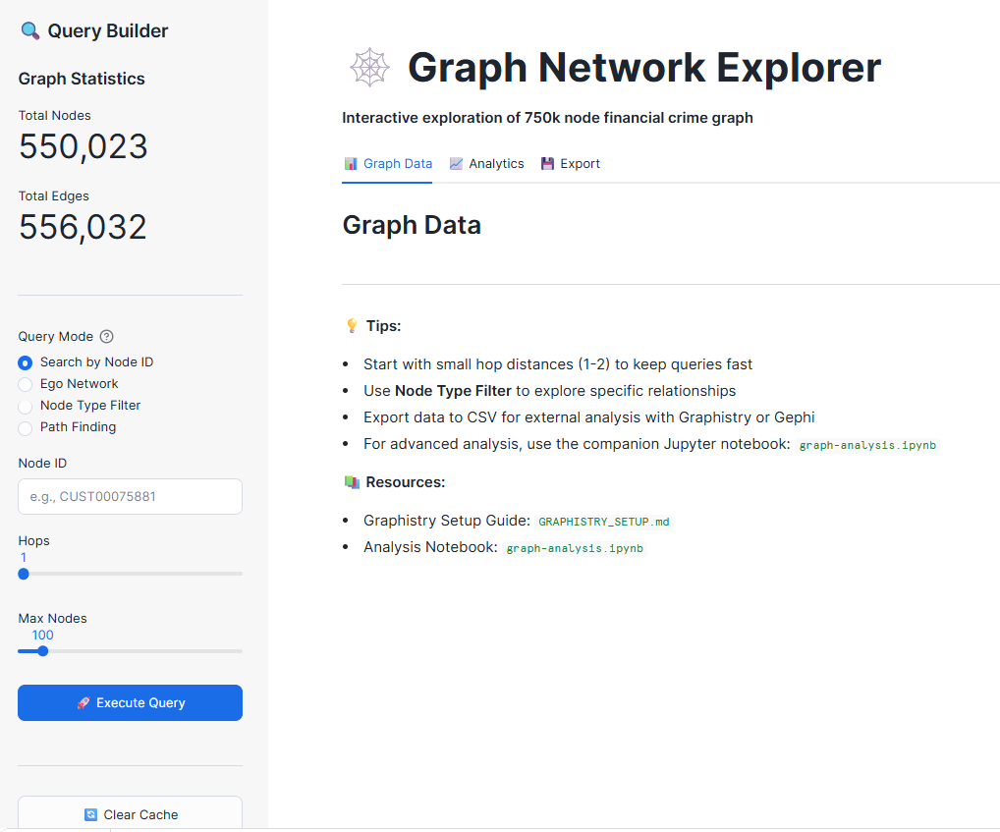 Query Builder
Graph Statistics
Total Nodes
550,023
Total Edges
556,032
Query Mode
Search by Node ID
Ego Network
Node Type Filter
Path Finding
Node ID
e.g., CUST00075881
Hops
1
Max Nodes
100
Execute Query
Clear Cache
Graph Network Explorer
Interactive exploration of 750k node financial crime graph
Graph Data Analytics Export
Graph Data
Tips:
• Start with small hop distances (1-2) to keep queries fast
• Use Node Type Filter to explore specific relationships
• Export data to CSV for external analysis with Graphistry or Gephi
• For advanced analysis, use the companion Jupyter notebook: graph-analysis.ipynb
Resources:
• Graphistry Setup Guide: GRAPHISTRY_SETUP.md
• Analysis Notebook: graph-analysis.ipynb